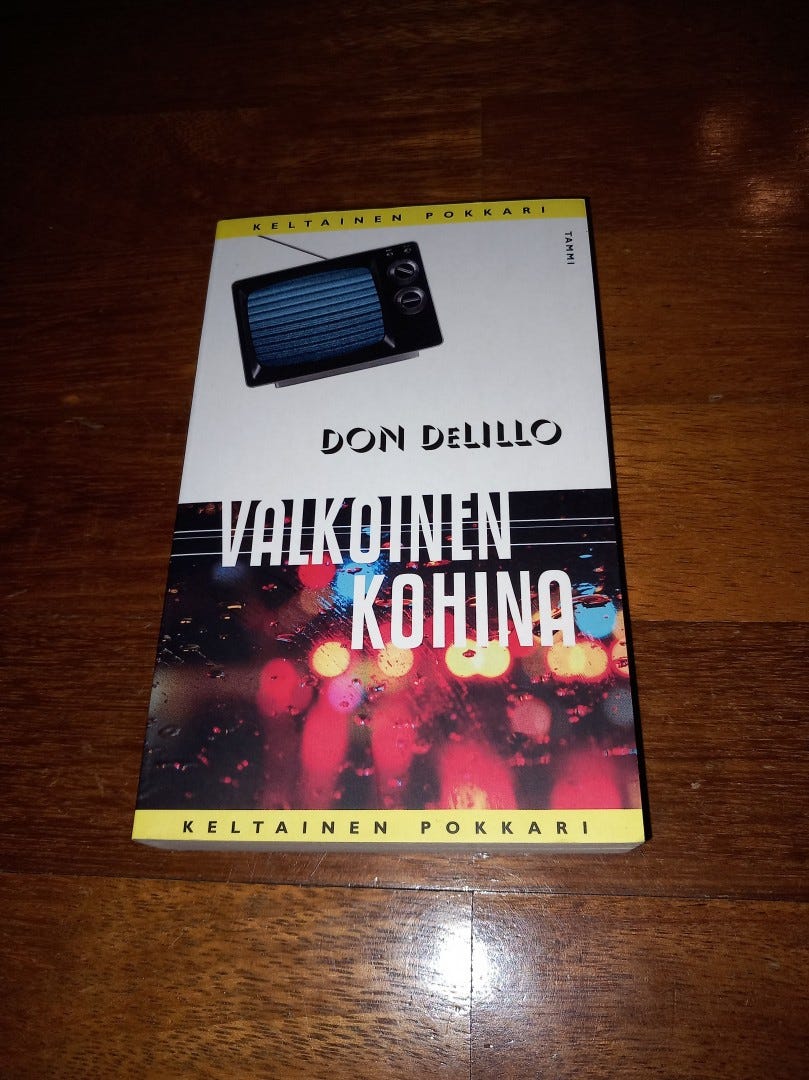 KELTAINEN POKKARI
TAMMI
DON DELILLO
VALKOINEN
KOHINA
KELTAINEN POKKARI